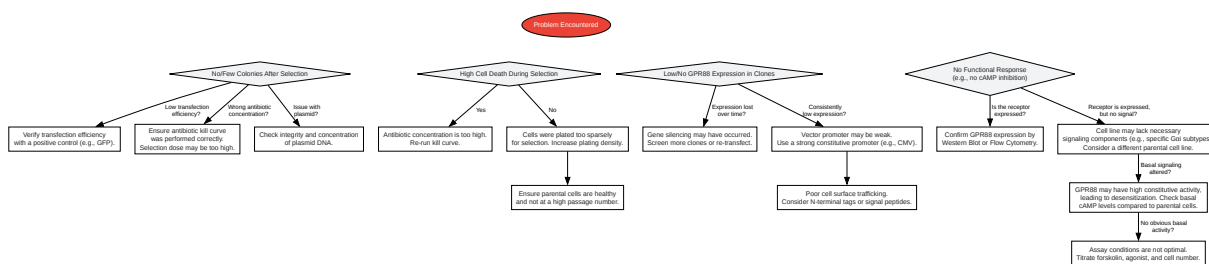 Problem Encountered
No/Few Colonies After Selection
Low transfection
efficiency?
Wrong antibiotic
concentration?
Issue with
plasmid?
Verify transfection efficiency
with a positive control (e.g., GFP).
Ensure antibiotic kill curve
was performed correctly.
Selection dose may be too high.
Check integrity and concentration
of plasmid DNA.
High Cell Death During Selection
Yes
No
Antibiotic concentration is too high.
Re-run kill curve.
Cells were plated too sparsely
for selection. Increase plating density.
Ensure parental cells are healthy
and not at a high passage number.
Low/No GPR88 Expression in Clones
Expression lost
over time?
Consistently
low expression?
Gene silencing may have occurred.
Screen more clones or re-transfect.
Vector promoter may be weak.
Use a strong constitutive promoter (e.g., CMV).
Poor cell surface trafficking.
Consider N-terminal tags or signal peptides.
No Functional Response
(e.g., no cAMP inhibition)
Is the receptor
expressed?
Receptor is expressed,
but no signal?
Confirm GPR88 expression by
Western Blot or Flow Cytometry.
Cell line may lack necessary
signaling components (e.g., specific Gαi subtypes
Consider a different parental cell line.
Basal signaling
altered?
GPR88 may have high constitutive activity,
leading to desensitization. Check basal
cAMP levels compared to parental cells.
No obvious basal
activity?
Assay conditions are not optimal.
Titrate forskolin, agonist, and cell number.